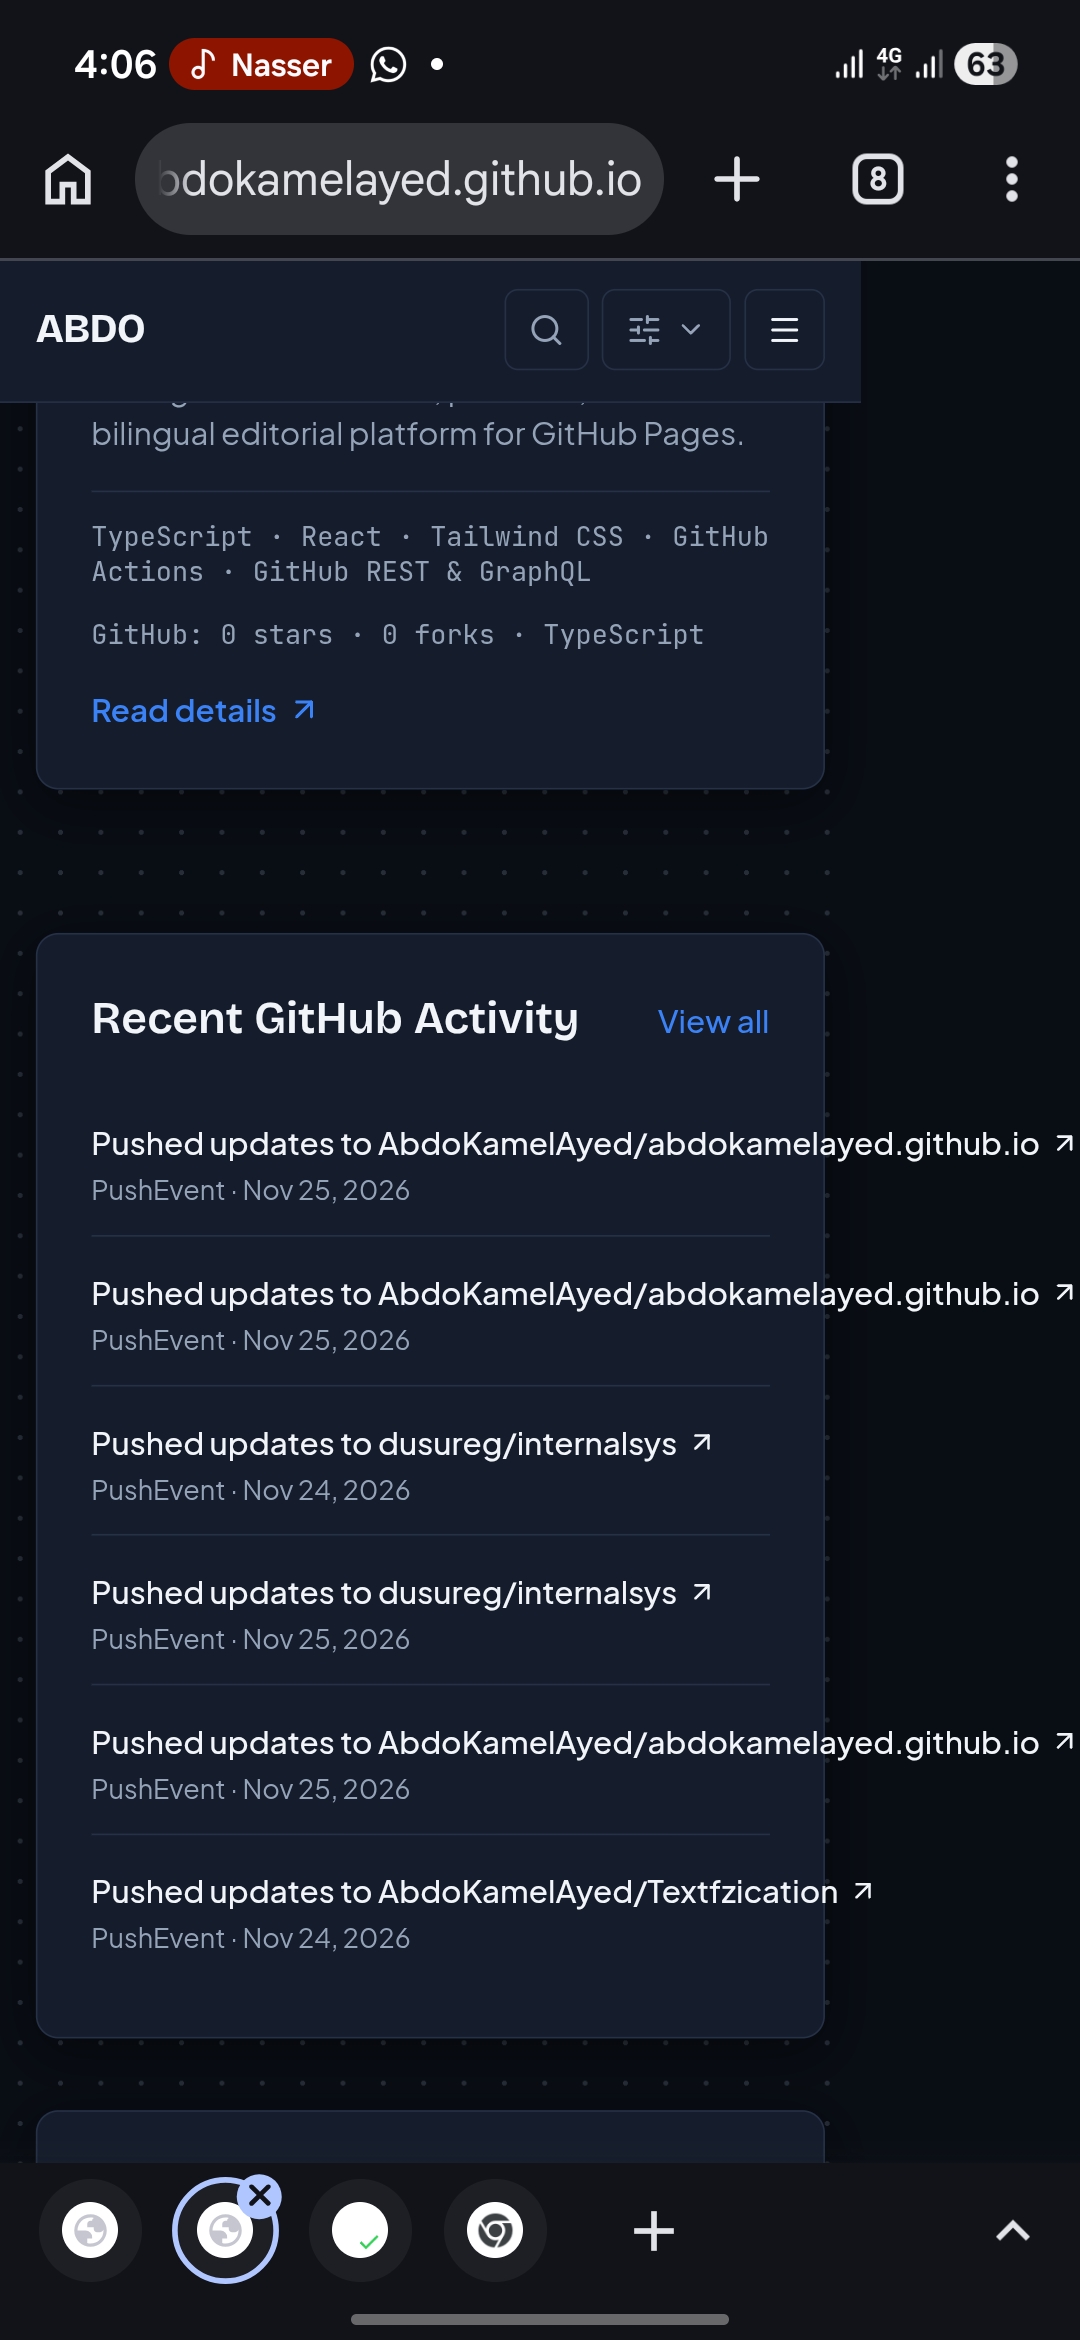 4:06 Nasser 4G 63
bdokamelayed.github.io 8
ABDO
bilingual editorial platform for GitHub Pages.
TypeScript · React · Tailwind CSS · GitHub
Actions · GitHub REST & GraphQL
GitHub: 0 stars · 0 forks · TypeScript
Read details
Recent GitHub Activity View all
Pushed updates to AbdoKamelAyed/abdokamelayed.github.io
PushEvent · Nov 25, 2026
Pushed updates to AbdoKamelAyed/abdokamelayed.github.io
PushEvent · Nov 25, 2026
Pushed updates to dusureg/internalsys
PushEvent · Nov 24, 2026
Pushed updates to dusureg/internalsys
PushEvent · Nov 25, 2026
Pushed updates to AbdoKamelAyed/abdokamelayed.github.io
PushEvent · Nov 25, 2026
Pushed updates to AbdoKamelAyed/Textfzication
PushEvent · Nov 24, 2026